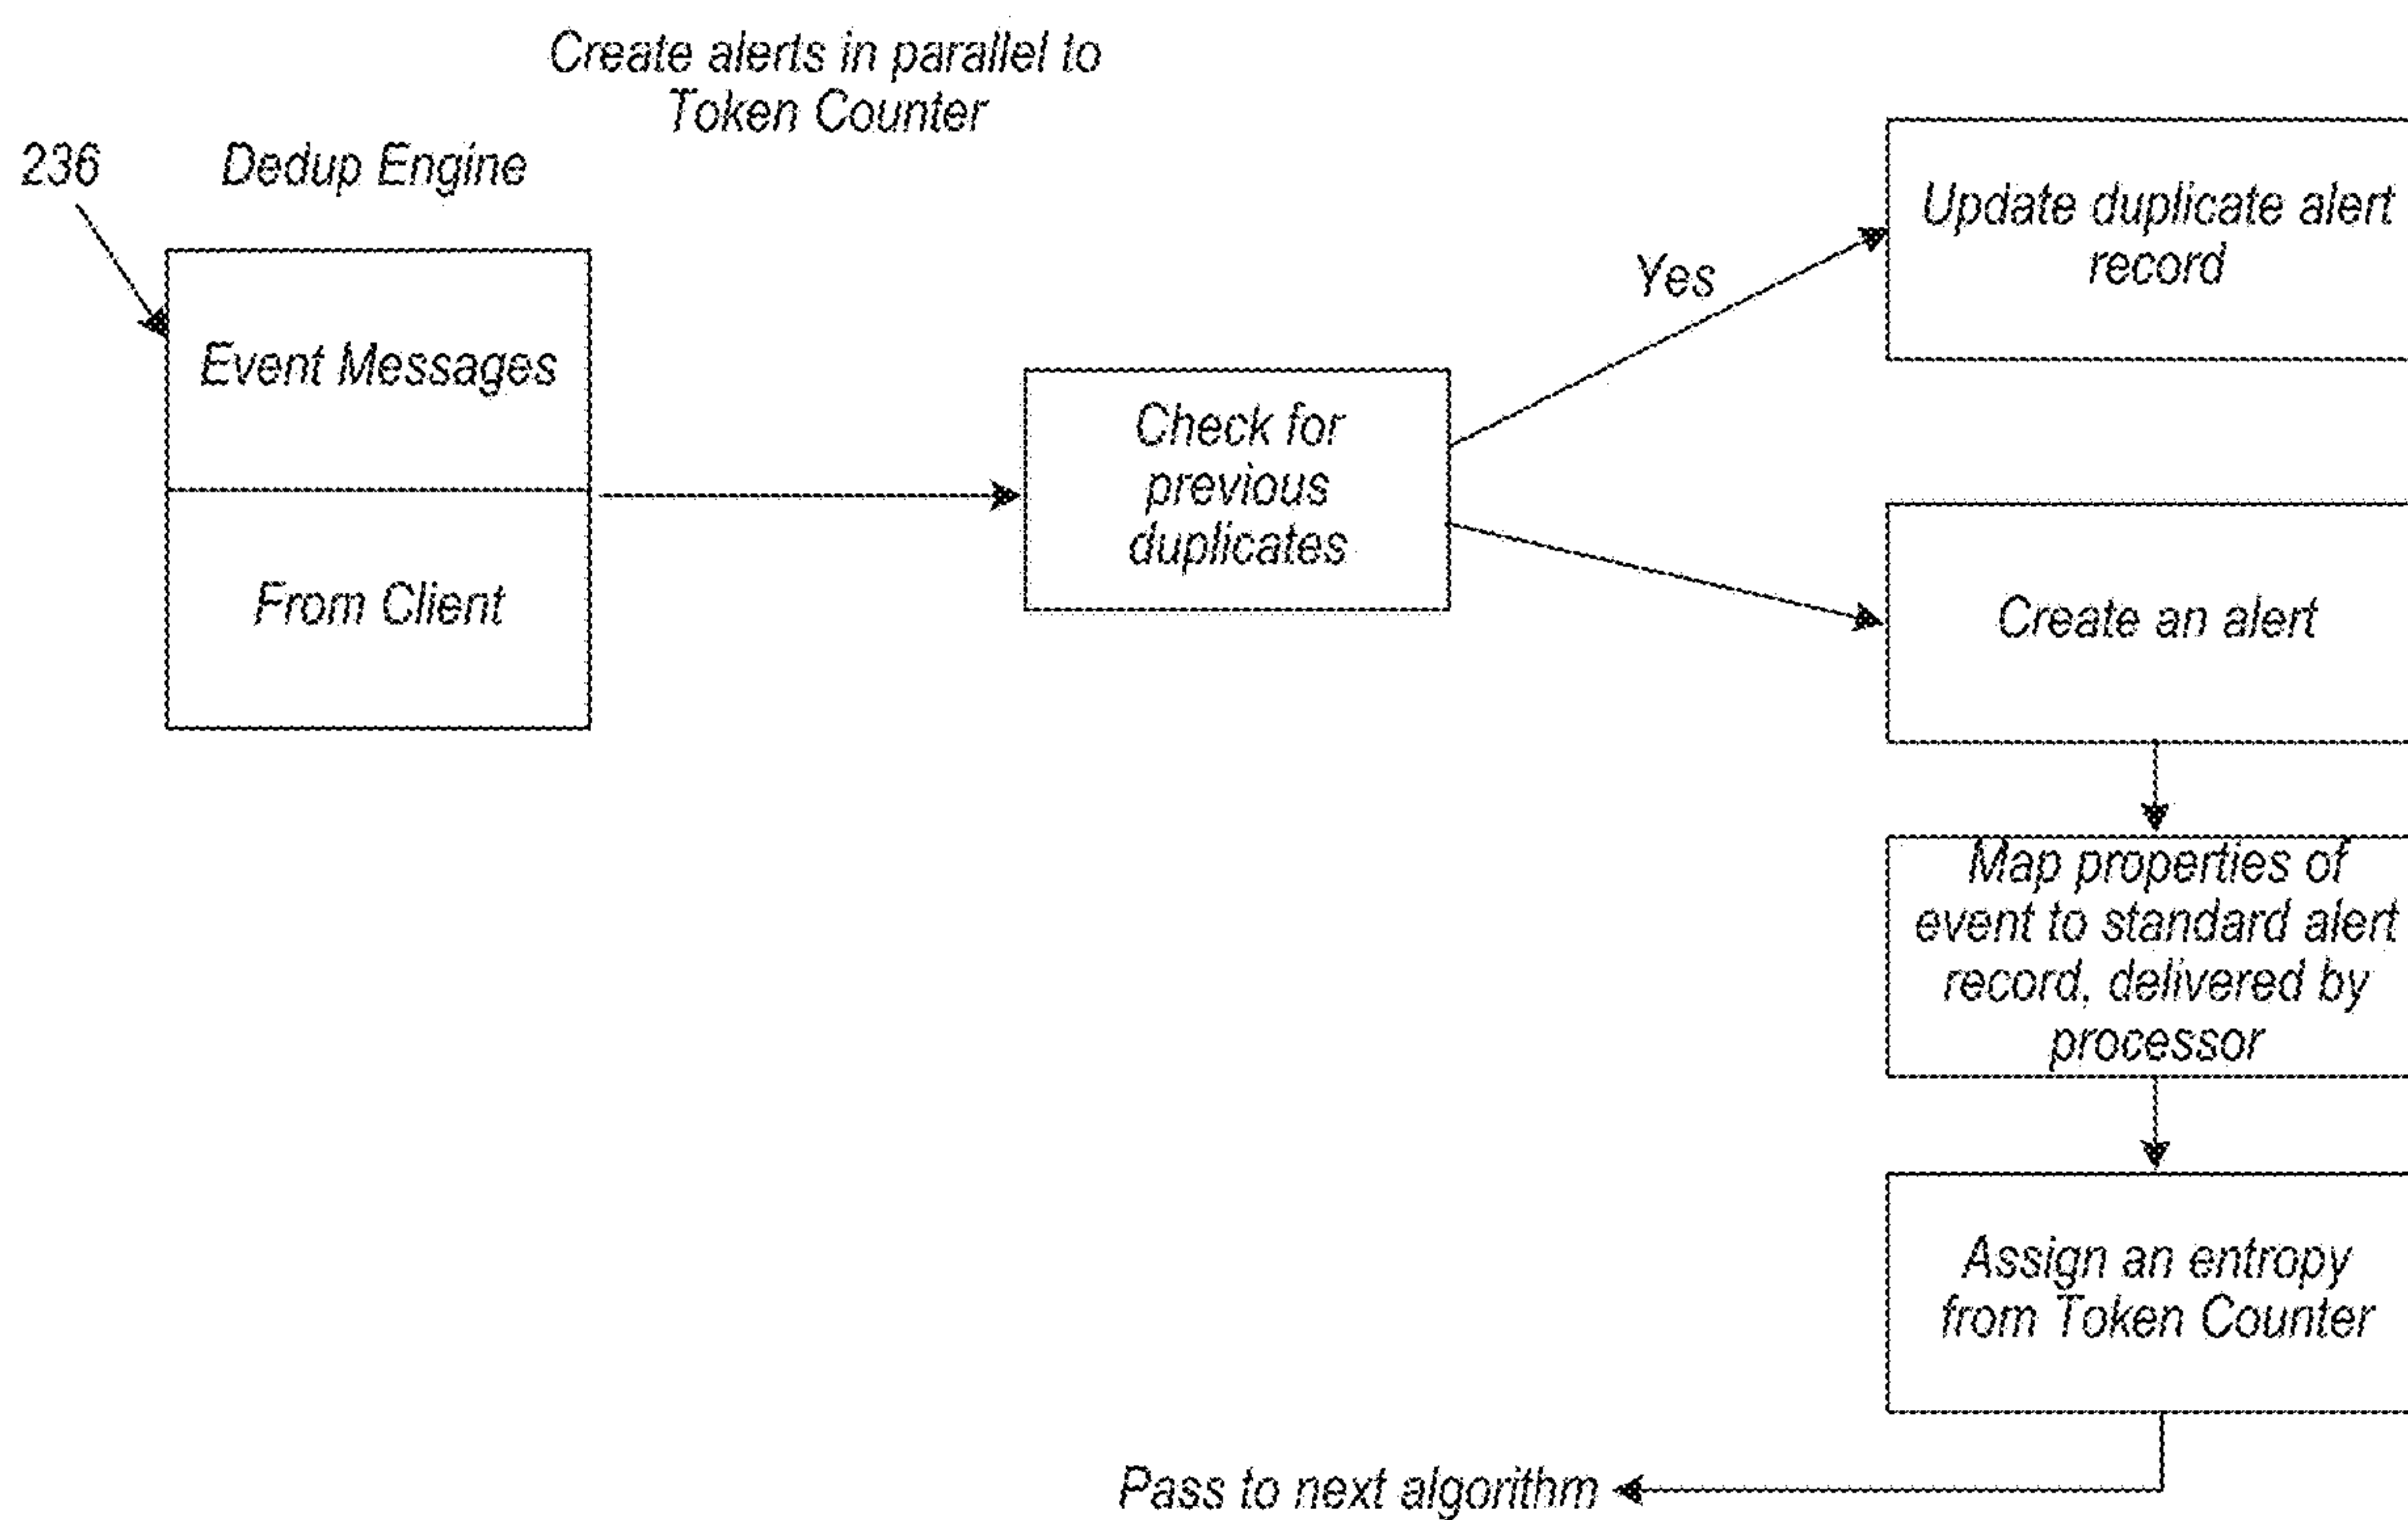 Create alerts in parallel to
Token Counter
236
Dedup Engine
Event Messages
From Client
Check for
previous
duplicates
Yes
Update duplicate alert
record
Create an alert
Map properties of
event to standard alert
record, delivered by
processor
Assign an entropy
from Token Counter
Pass to next algorithm